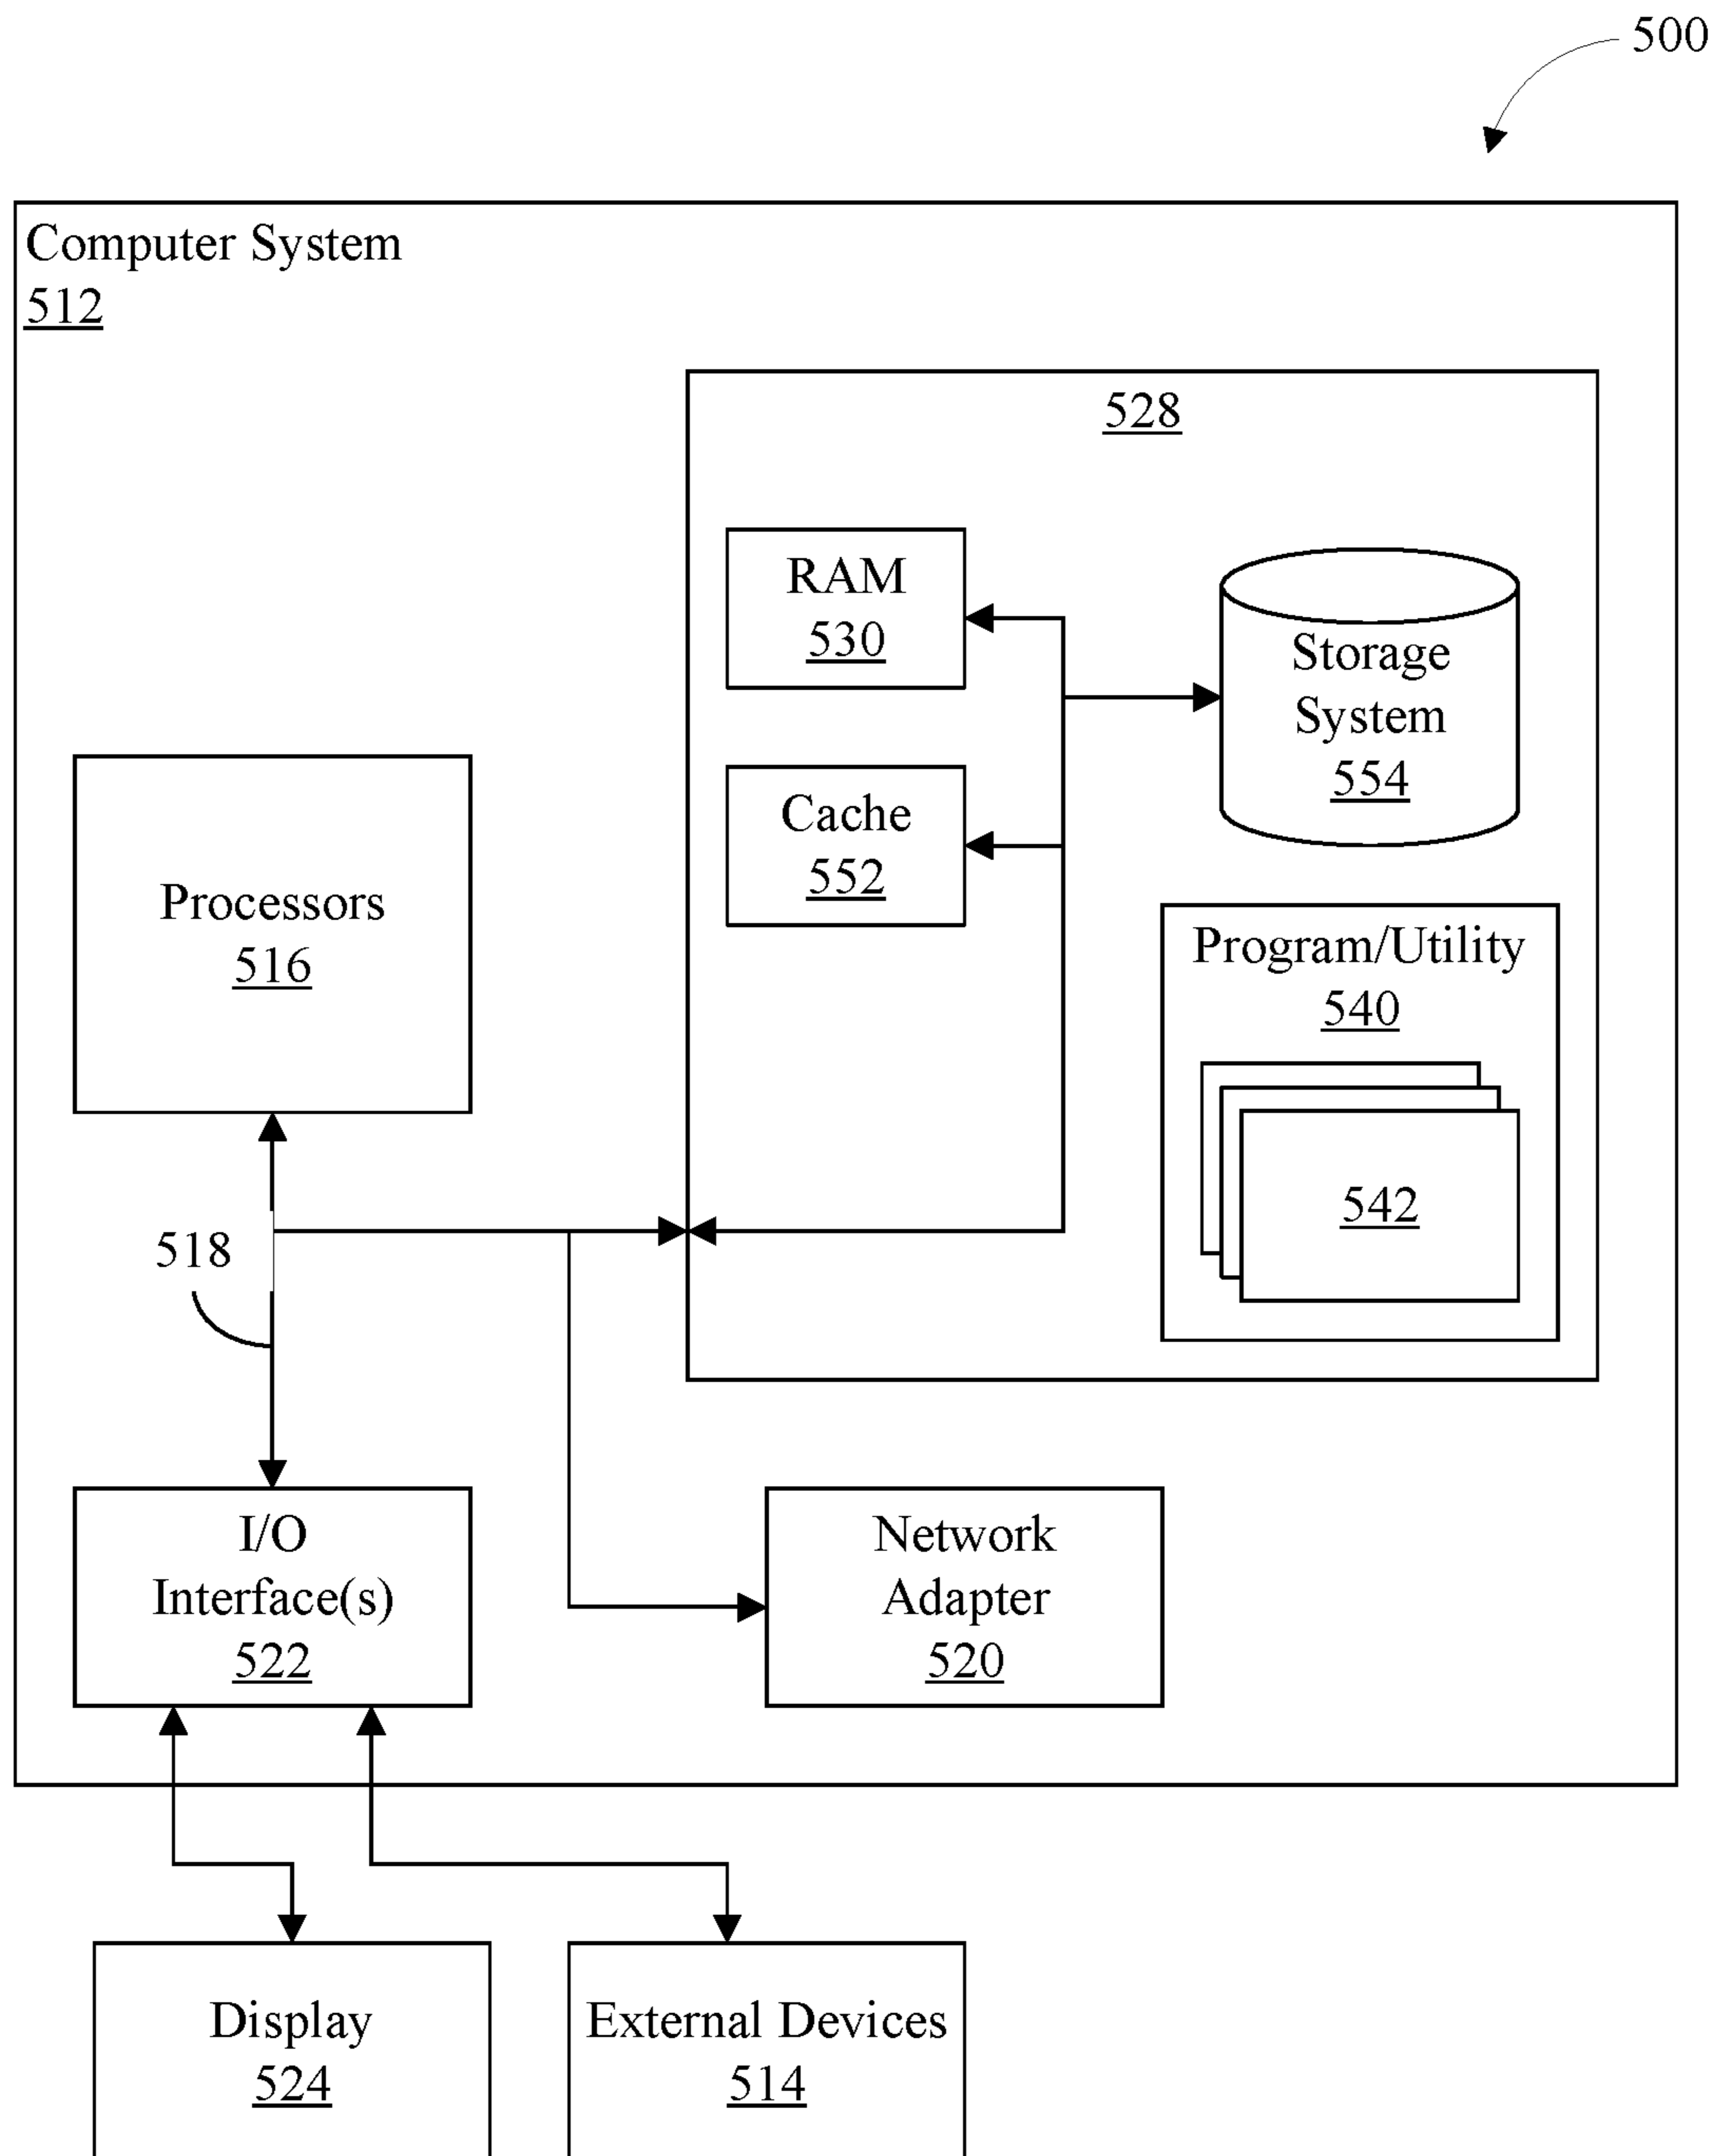 500
Computer System
512
528
RAM
530
Storage
System
554
Cache
552
Processors
516
Program/Utility
540
542
518
I/O
Interface(s)
522
Network
Adapter
520
Display
524
External Devices
514